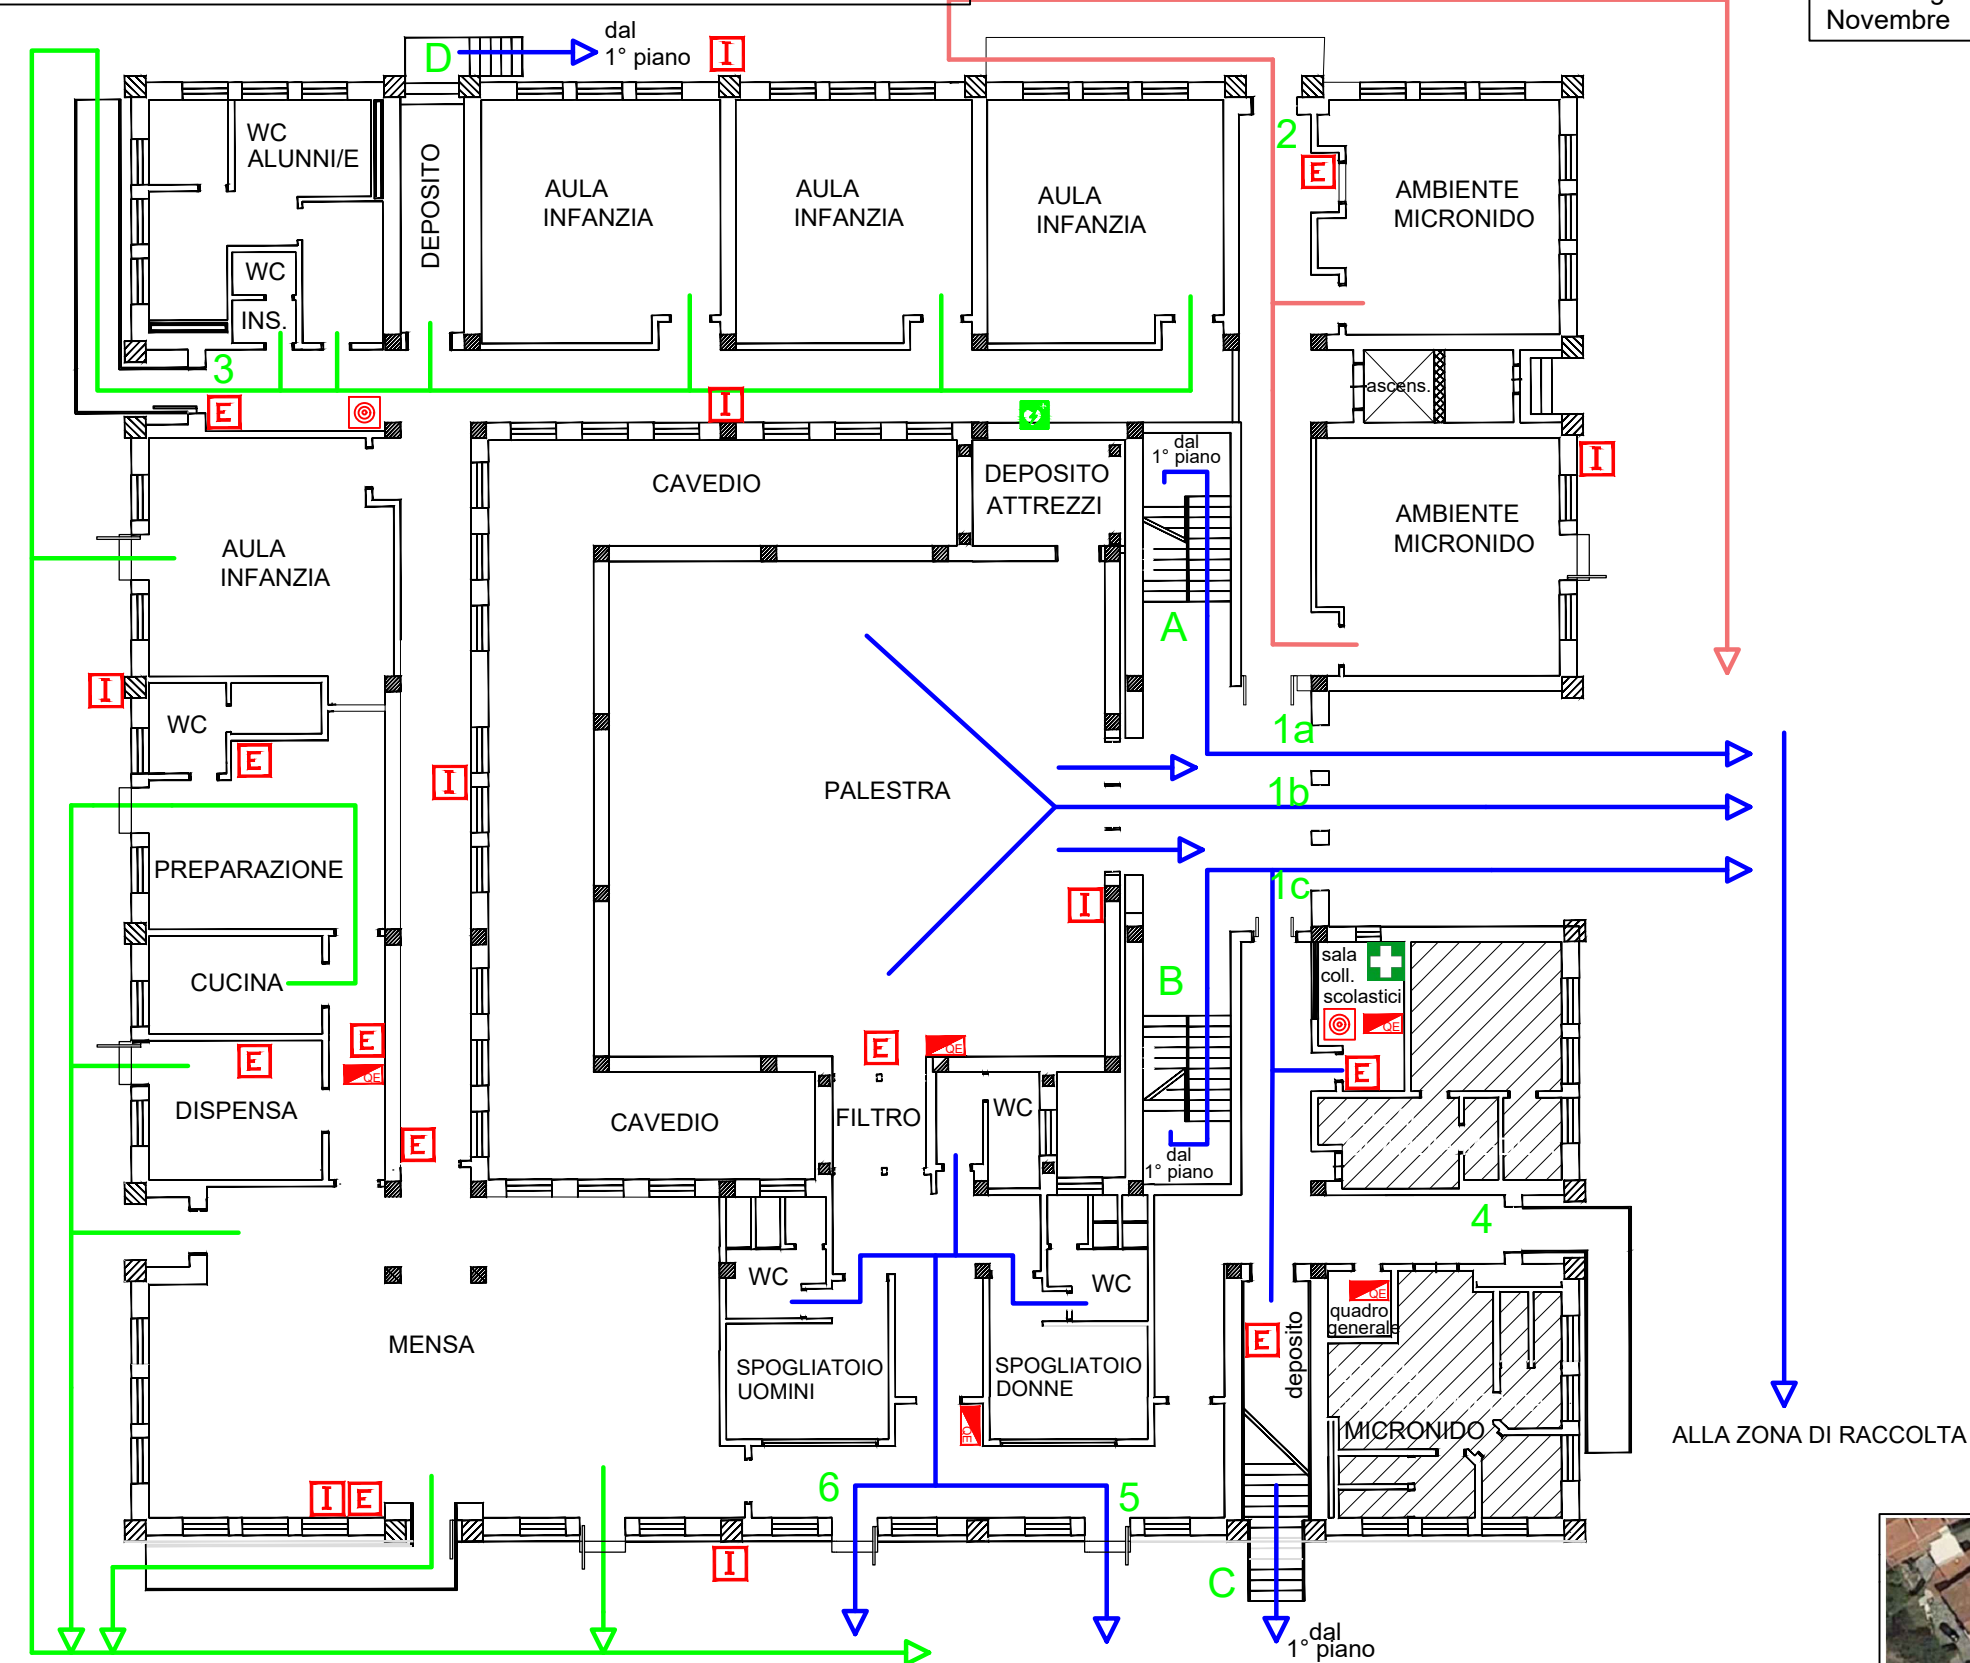 Novembre
dal
1° piano
D
I
WC
ALUNNI/E
DEPOSITO
AULA
INFANZIA
AULA
INFANZIA
AULA
INFANZIA
2
E
AMBIENTE
MICRONIDO
WC
INS.
3
E
I
ascens.
dal
1° piano
CAVEDIO
DEPOSITO
ATTREZZI
I
AMBIENTE
MICRONIDO
AULA
INFANZIA
A
I
WC
E
I
1a
1b
PALESTRA
PREPARAZIONE
1c
I
CUCINA
B
sala
coll.
scolastici
QE
E
E
E
QE
E
QE
E
DISPENSA
CAVEDIO
FILTRO
WC
E
dal
1° piano
4
WC
WC
QE
quadro
generale
E
deposito
MENSA
SPOGLIATOIO
UOMINI
SPOGLIATOIO
DONNE
QE
MICRONIDO
ALLA ZONA DI RACCOLTA
I
E
6
5
I
C
dal
1° piano